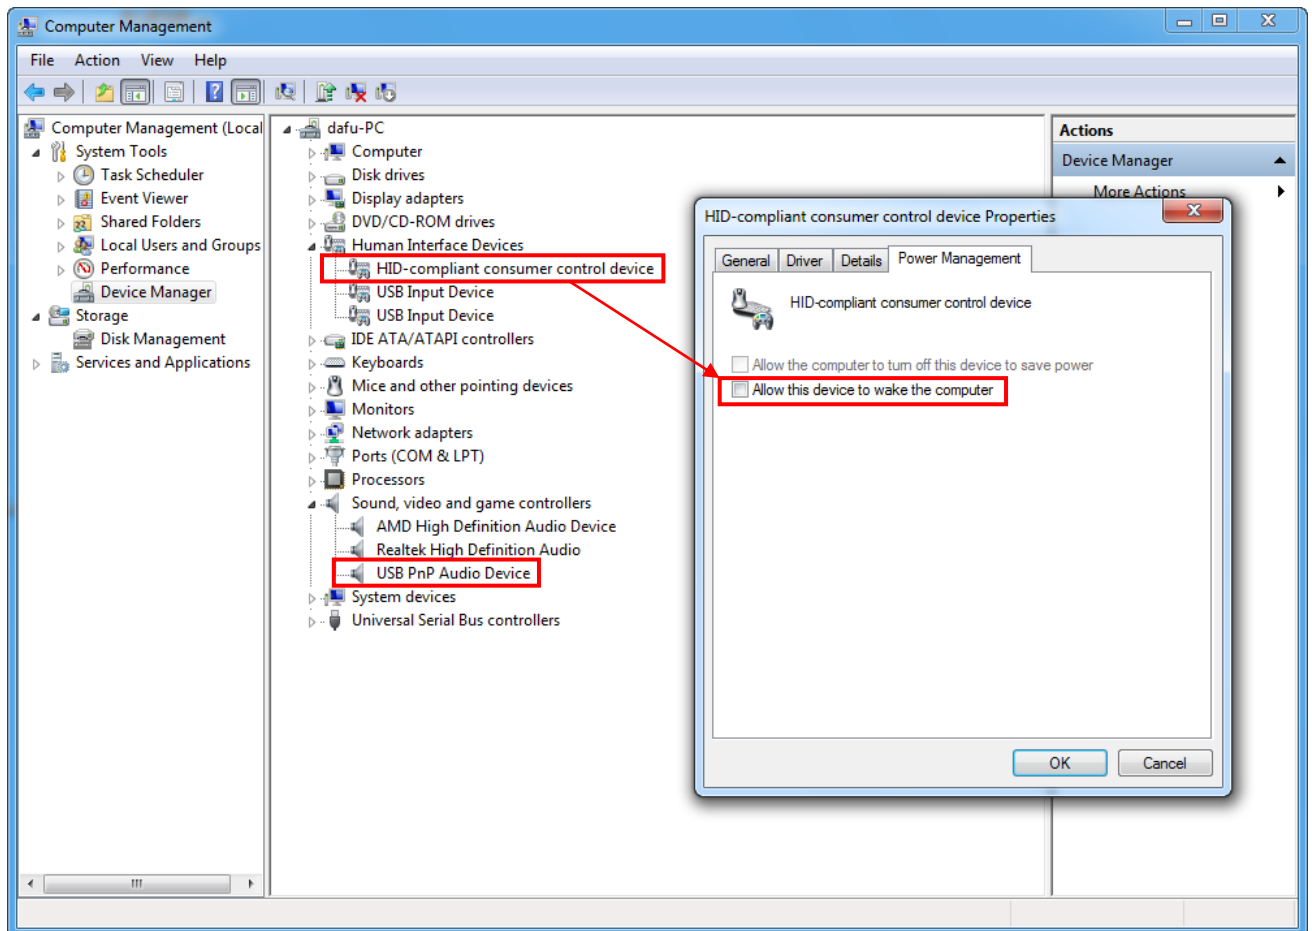 Computer Management
File Action View Help
Computer Management (Local
System Tools
Task Scheduler
Event Viewer
Shared Folders
Local Users and Groups
Performance
Device Manager
Storage
Disk Management
Services and Applications
dafu-PC
Computer
Disk drives
Display adapters
DVD/CD-ROM drives
Human Interface Devices
HID-compliant consumer control device
USB Input Device
USB Input Device
IDE ATA/ATAPI controllers
Keyboards
Mice and other pointing devices
Monitors
Network adapters
Ports (COM & LPT)
Processors
Sound, video and game controllers
AMD High Definition Audio Device
Realtek High Definition Audio
USB PnP Audio Device
System devices
Universal Serial Bus controllers
Actions
Device Manager
More Actions
HID-compliant consumer control device Properties
General Driver Details Power Management
HID-compliant consumer control device
Allow the computer to turn off this device to save power
Allow this device to wake the computer
OK Cancel